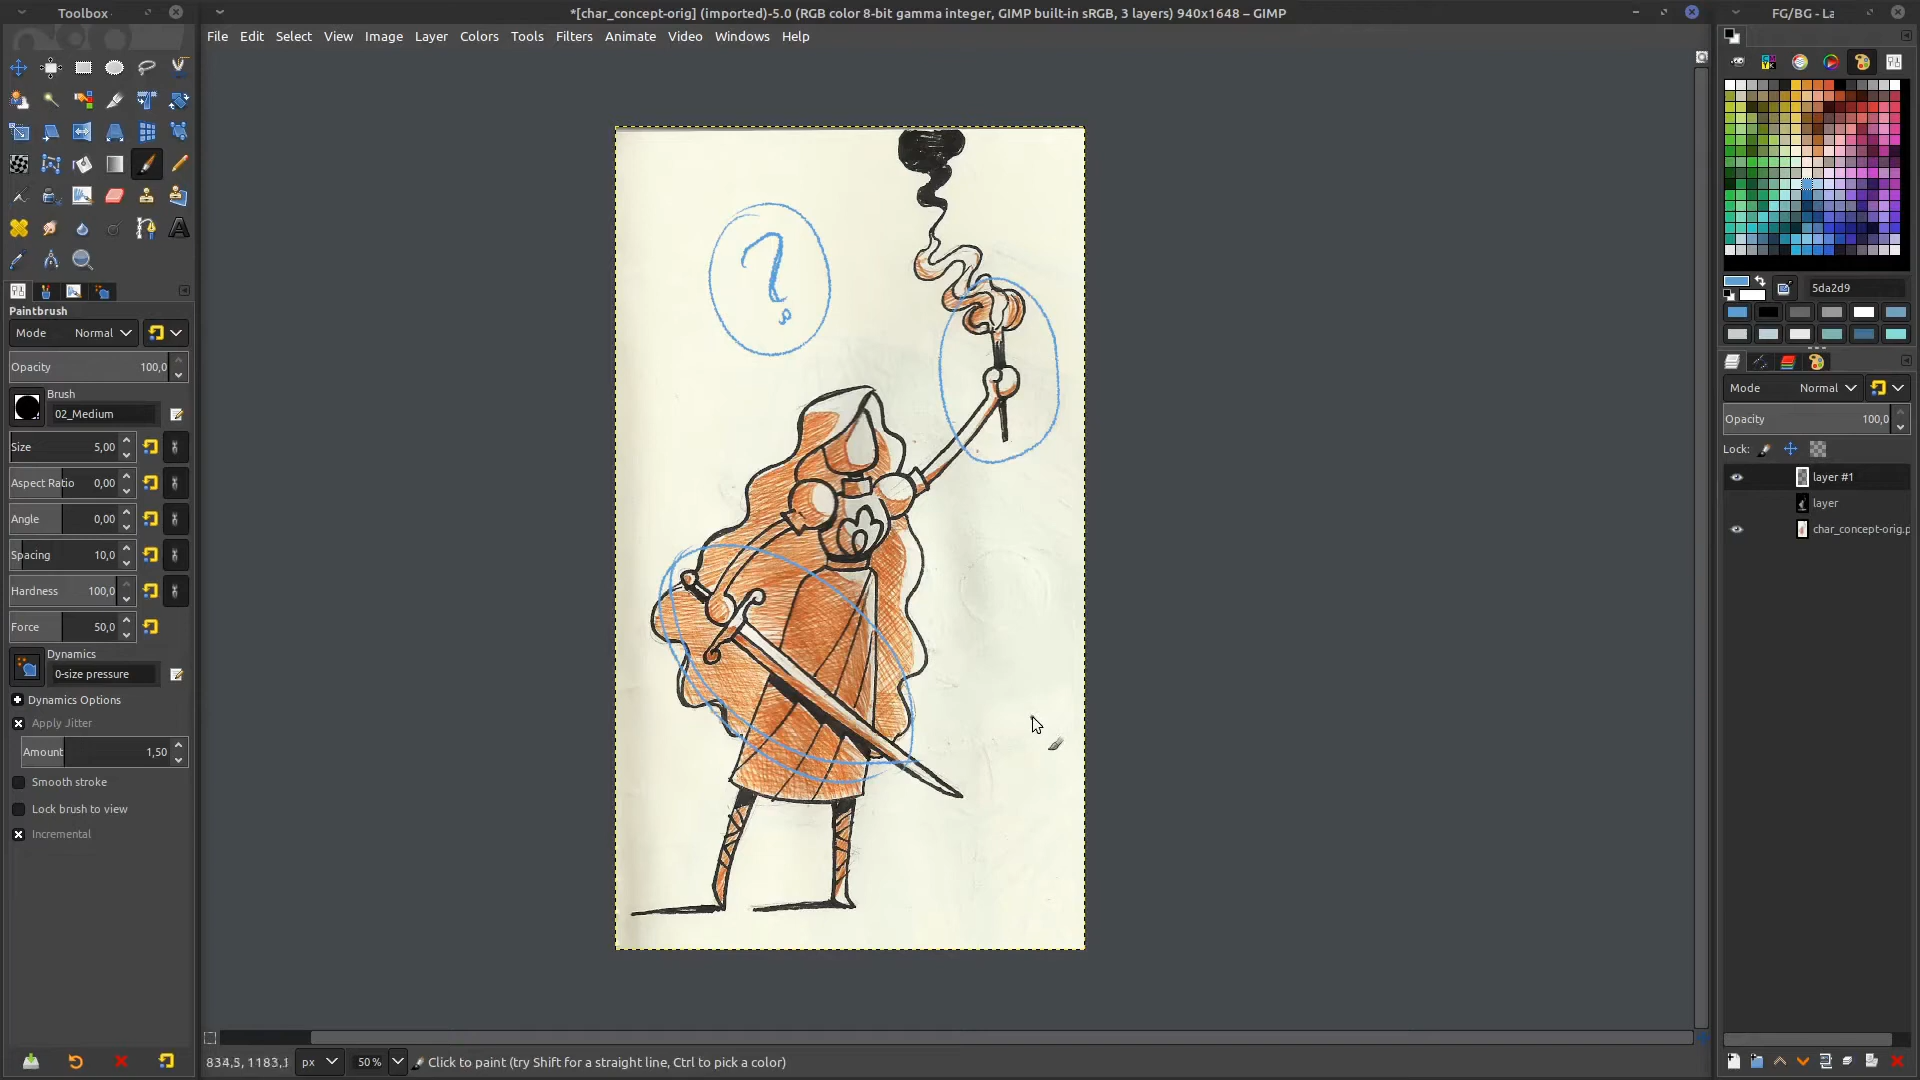 Toolbox
*[char_concept-orig] (imported)-5.0 (RGB color 8-bit gamma integer, GIMP built-in sRGB, 3 layers) 940x1648 – GIMP
FG/BG - La
File Edit Select View Image Layer Colors Tools Filters Animate Video Windows Help
?
5da2d9
Paintbrush
Mode Normal
Opacity 100,0
Brush
02_Medium
Size 5,00
Aspect Ratio 0,00
Angle 0,00
Spacing 10,0
Hardness 100,0
Force 50,0
Dynamics
0-size pressure
Dynamics Options
Apply Jitter
Amount 1,50
Smooth stroke
Lock brush to view
Incremental
Mode Normal
Opacity 100,0
Lock:
layer #1
layer
char_concept-orig.p
834,5, 1183,1 px 50 % Click to paint (try Shift for a straight line, Ctrl to pick a color)